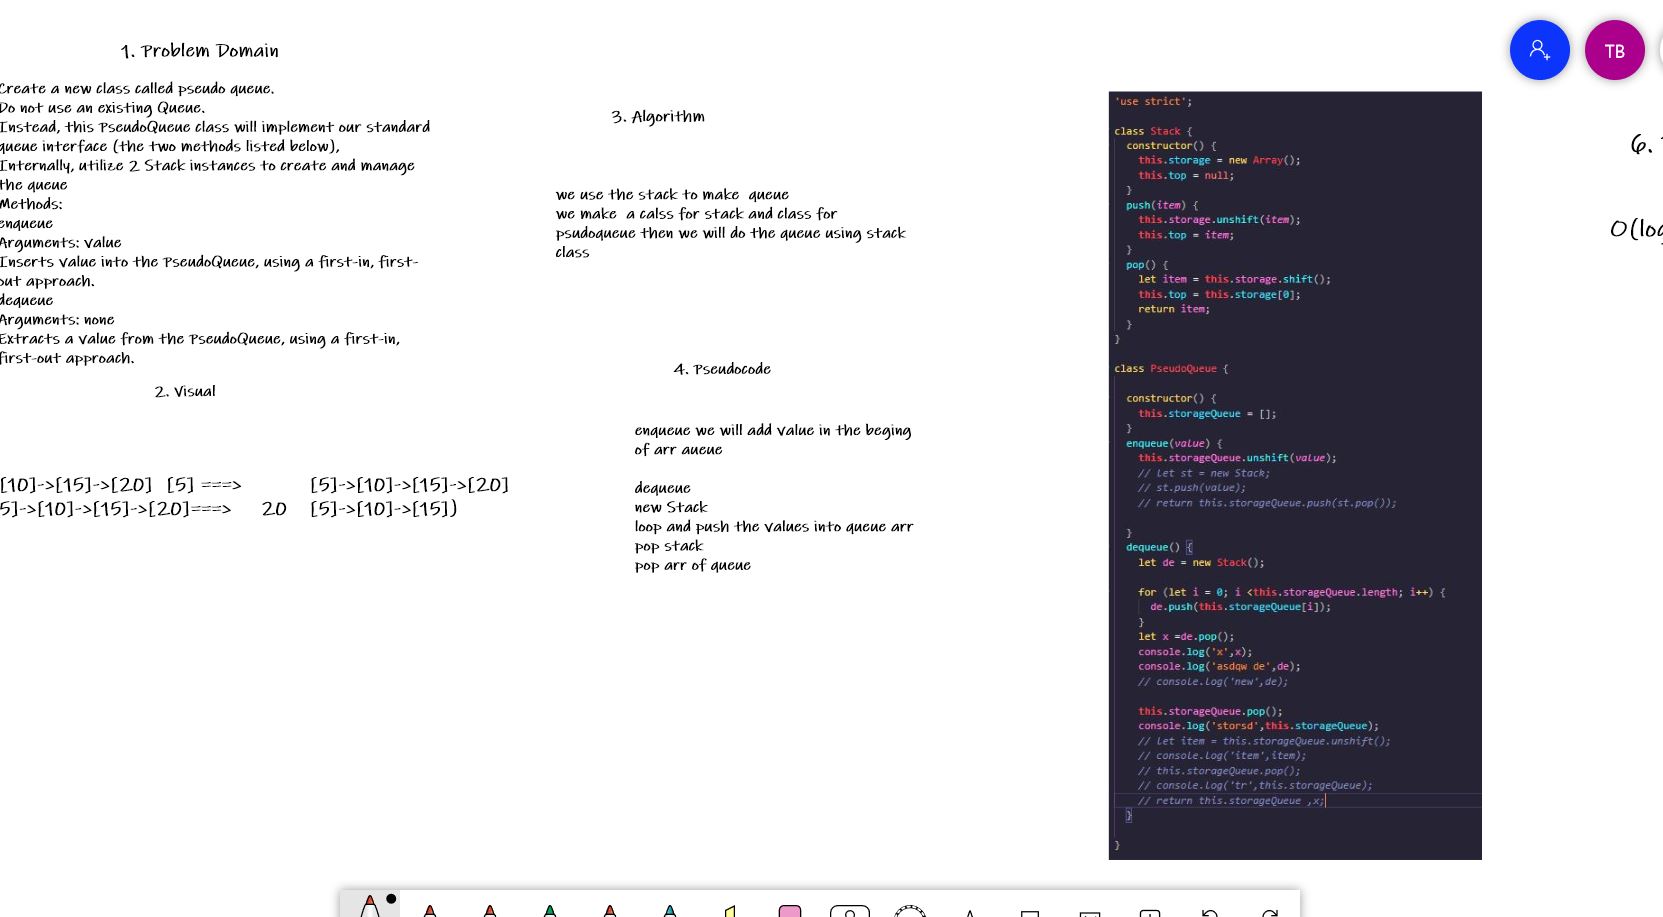 1. Problem Domain
Create a new class called pseudo queue.
Do not use an existing Queue.
Instead, this PseudoQueue class will implement our standard
queue interface (the two methods listed below),
Internally, utilize 2 Stack instances to create and manage
the queue
Methods:
enqueue
Arguments: value
Inserts value into the PseudoQueue, using a first-in, first-
out approach.
dequeue
Arguments: none
Extracts a value from the PseudoQueue, using a first-in,
first-out approach.
2. Visual
[10]->[15]->[20] [5] ===> [5]->[10]->[15]->[20]
5]->[10]->[15]->[20]===> 20 [5]->[10]->[15])
3. Algorithm
we use the stack to make queue
we make a calss for stack and class for
psudoqueue then we will do the queue using stack
class
4. Pseudocode
enqueue we will add value in the beging
of arr aueue
dequeue
new Stack
loop and push the values into queue arr
pop stack
pop arr of queue
'use strict';
class Stack {
constructor() {
this.storage = new Array();
this.top = null;
}
push(item) {
this.storage.unshift(item);
this.top = item;
}
pop() {
let item = this.storage.shift();
this.top = this.storage[0];
return item;
}
}
class PseudoQueue {
constructor() {
this.storageQueue = [];
}
enqueue(value) {
this.storageQueue.unshift(value);
// let st = new Stack;
// st.push(value);
// return this.storageQueue.push(st.pop());
}
dequeue() {
let de = new Stack();
for (let i = 0; i <this.storageQueue.length; i++) {
de.push(this.storageQueue[i]);
}
let x =de.pop();
console.log('x',x);
console.log('asdqw de',de);
// console.log('new',de);
this.storageQueue.pop();
console.log('storsd',this.storageQueue);
// let item = this.storageQueue.unshift();
// console.log('item',item);
// this.storageQueue.pop();
// console.log('tr',this.storageQueue);
// return this.storageQueue ,x;
}
}
TB
6.
O(log